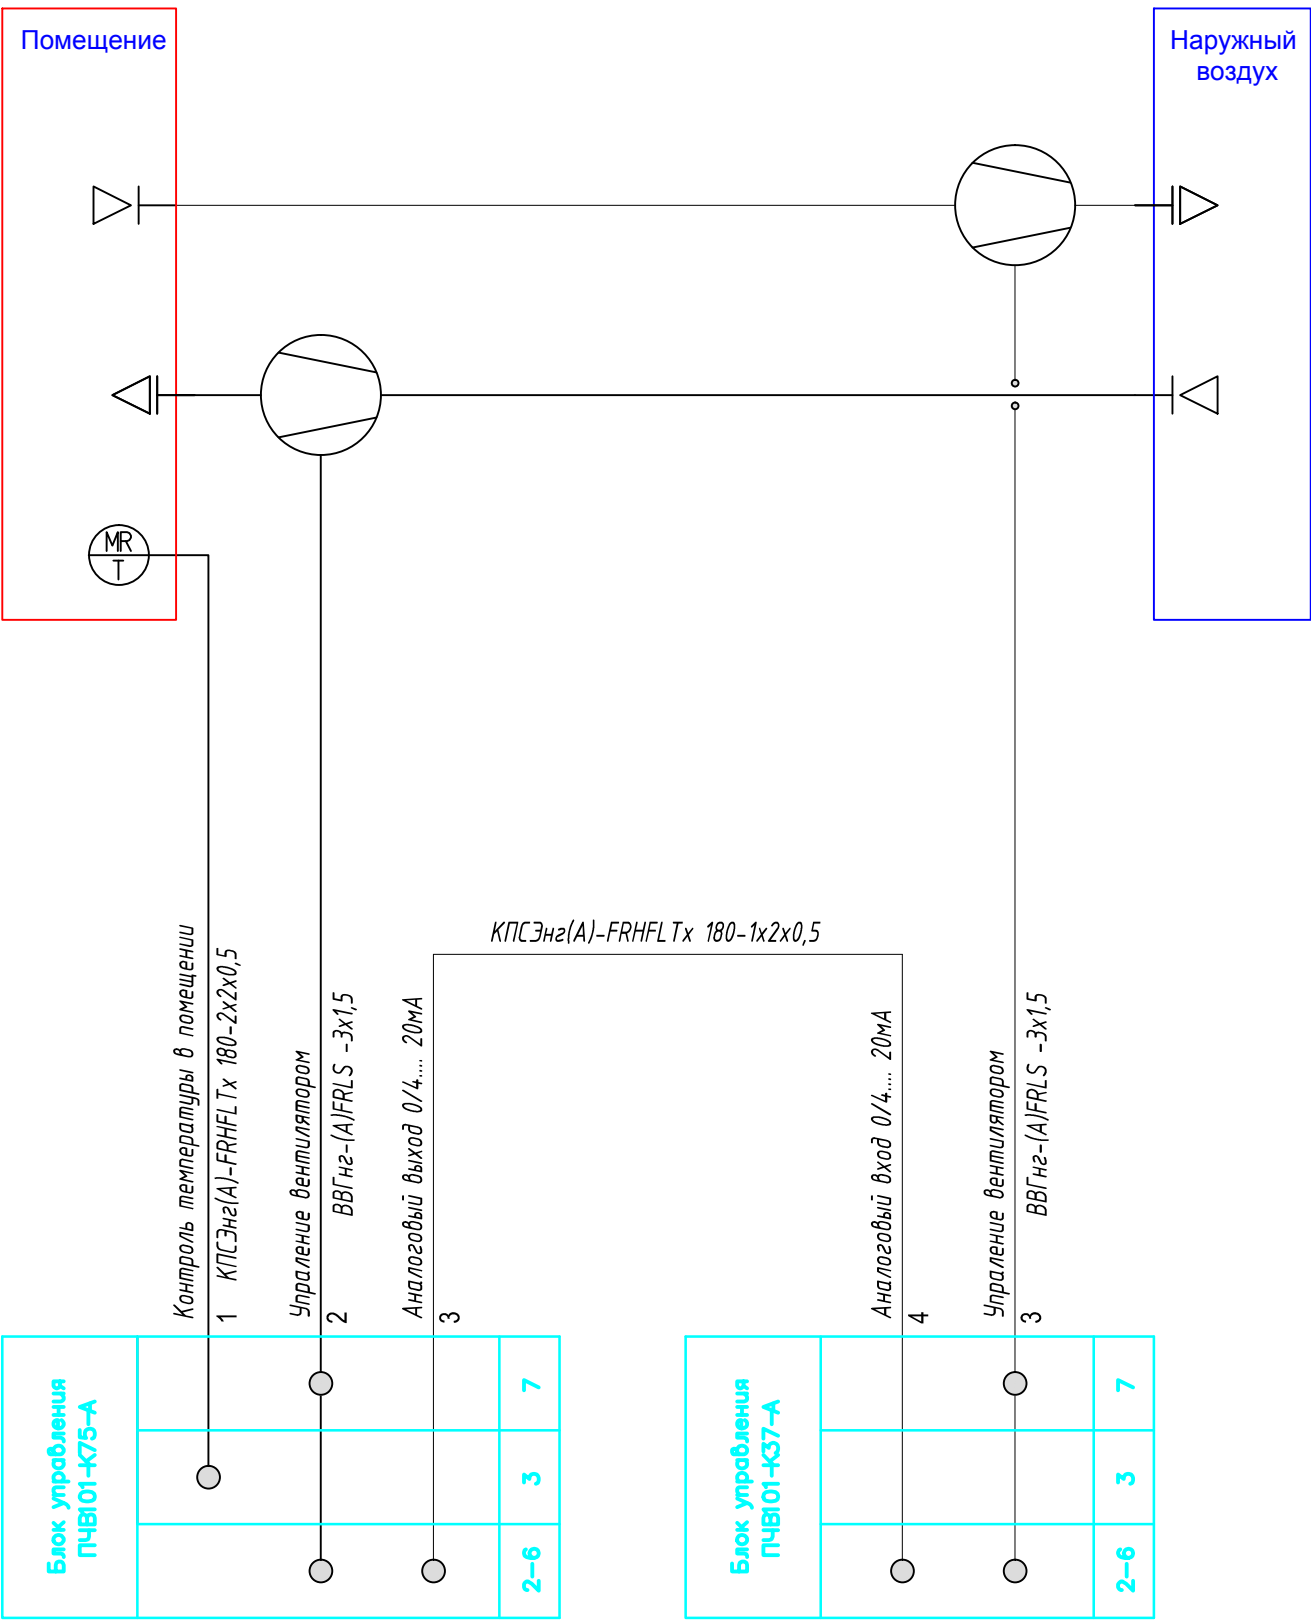 Помещение
Наружный
воздух
MR
T
КПСЭнг(А)-FRHFLTx 180-1x2x0,5
Контроль температуры в помещении
1 КПСЭнг(А)-FRHFLTx 180-2x2x0,5
Упраление вентилятором
2 ВВГнг-(А)FRLS -3x1,5
Аналоговый выход 0/4.... 20мА
3
Аналоговый вход 0/4.... 20мА
4
Упраление вентилятором
3 ВВГнг-(А)FRLS -3x1,5
Блок управления
ПЧВ101-К75-А
7
3
2-6
Блок управления
ПЧВ101-К37-А
7
3
2-6